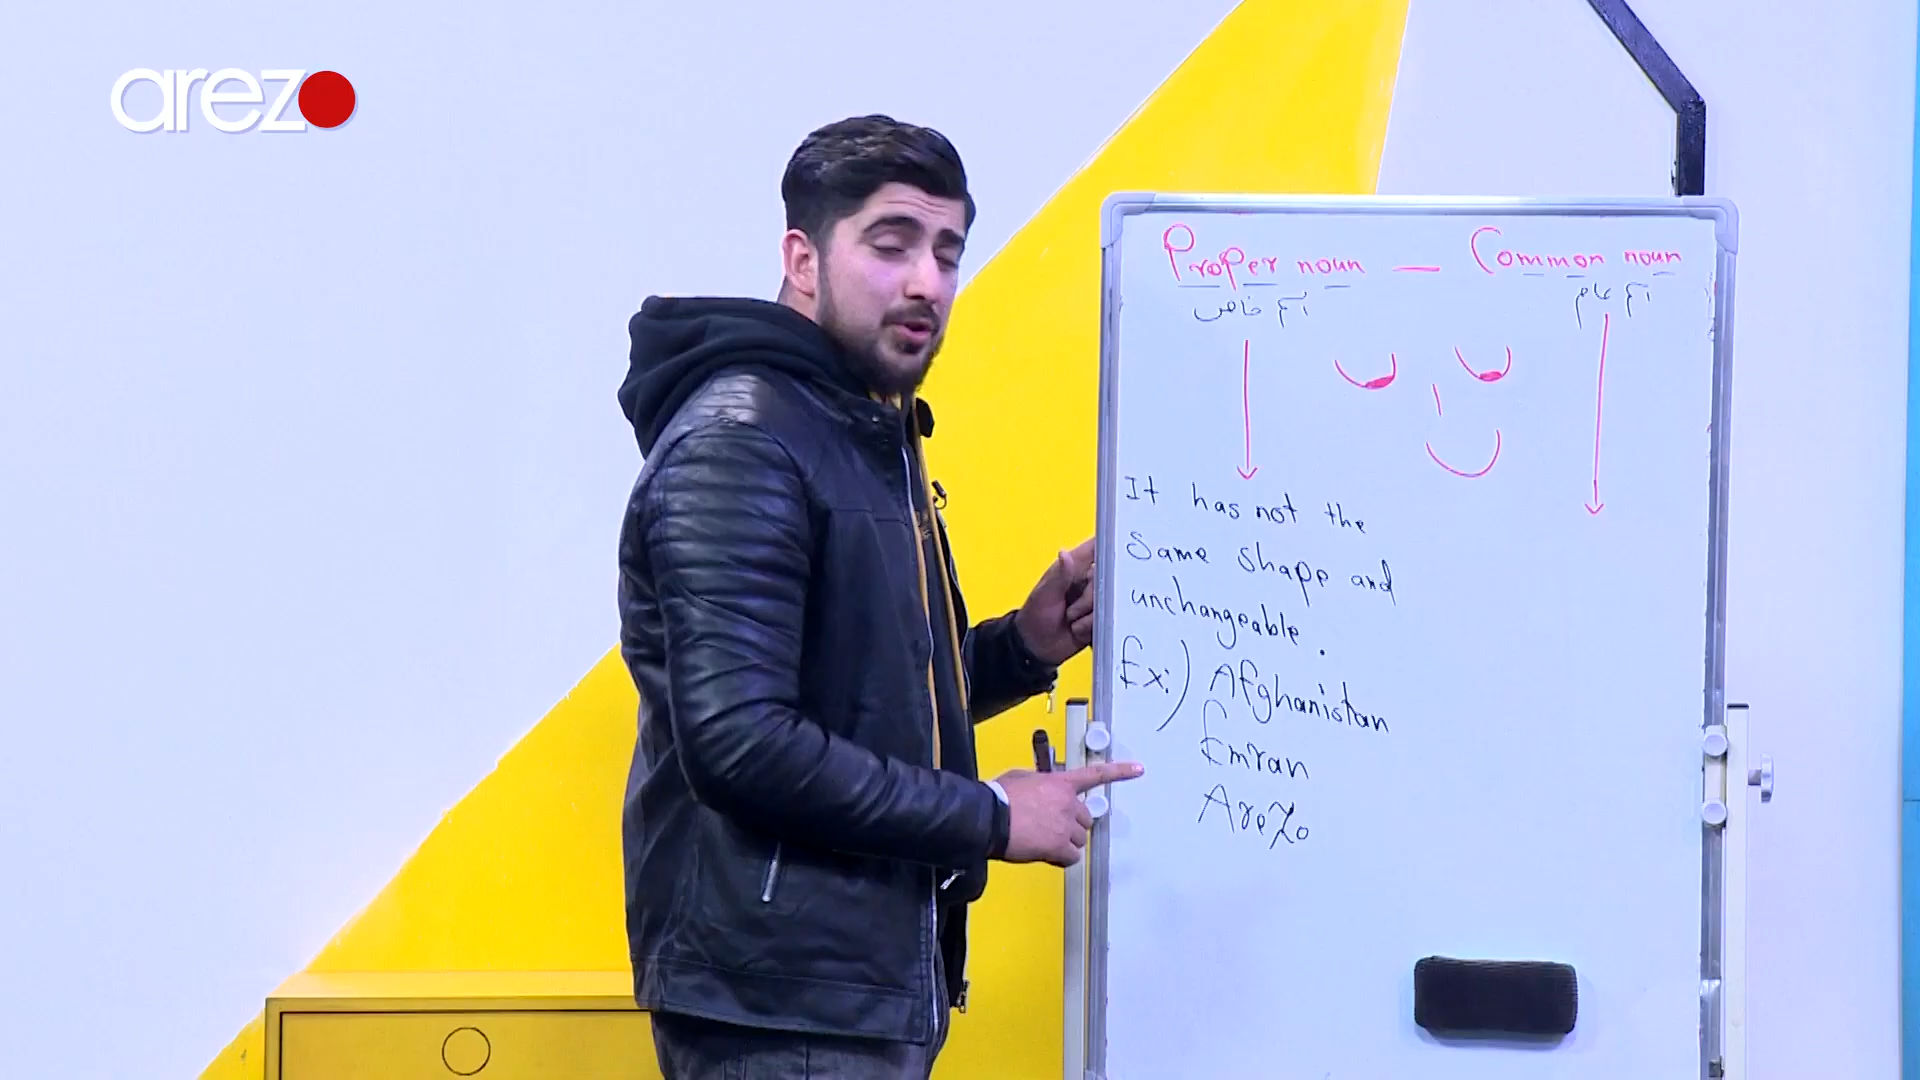 arezo
Proper noun — Common noun
اسم خاص اسم عام
It has not the
same shape and
unchangeable.
Ex:) Afghanistan
Emran
Arezo